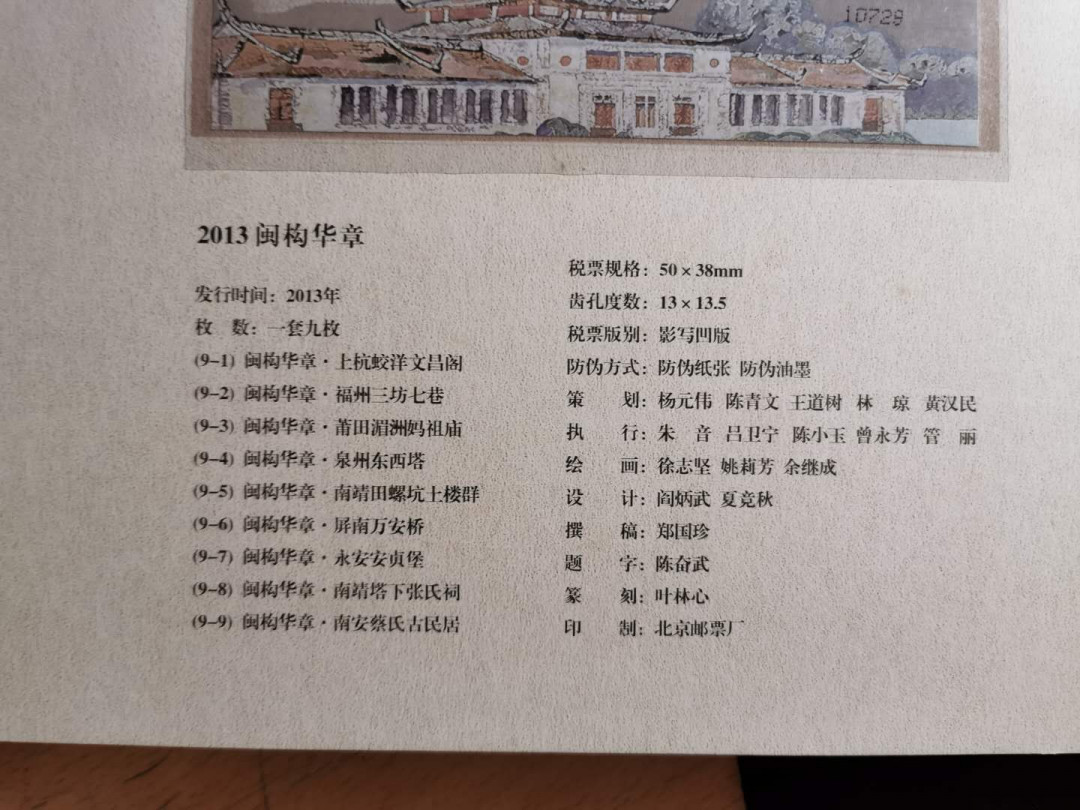 10729
2013 闽构华章
发行时间：2013年
枚 数：一套九枚
(9-1) 闽构华章·上杭蛟洋文昌阁
(9-2) 闽构华章·福州三坊七巷
(9-3) 闽构华章·莆田湄洲妈祖庙
(9-4) 闽构华章·泉州东西塔
(9-5) 闽构华章·南靖田螺坑土楼群
(9-6) 闽构华章·屏南万安桥
(9-7) 闽构华章·永安安贞堡
(9-8) 闽构华章·南靖塔下张氏祠
(9-9) 闽构华章·南安蔡氏古民居
税票规格：50×38mm
齿孔度数：13×13.5
税票版别：影写凹版
防伪方式：防伪纸张 防伪油墨
策 划：杨元伟 陈青文 王道树 林 琼 黄汉民
执 行：朱 音 吕卫宁 陈小玉 曾永芳 管 丽
绘 画：徐志坚 姚莉芳 余继成
设 计：阎炳武 夏竞秋
撰 稿：郑国珍
题 字：陈奋武
篆 刻：叶林心
印 制：北京邮票厂